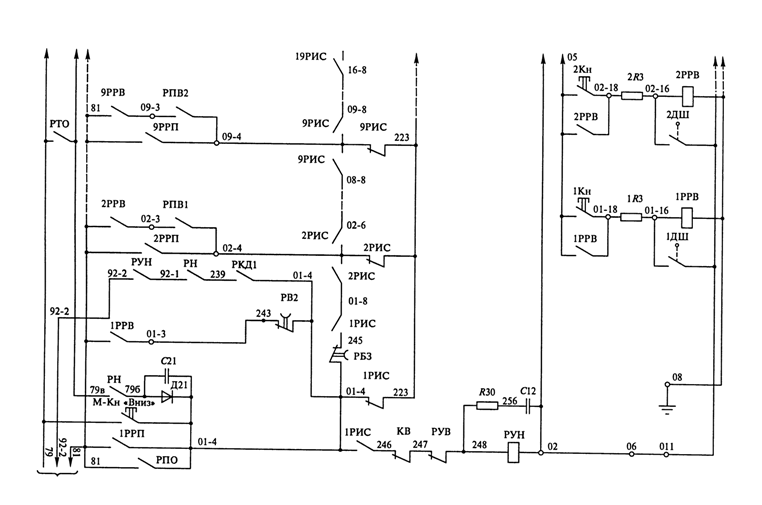 19РИС
16-8
05
2Кн
02-18
2R3
02-16
2РРВ
9РРВ
РПВ2
81
09-3
09-8
РТО
9РРП
09-4
9РИС
9РИС
223
2РРВ
2ДШ
9РИС
08-8
1Кн
01-18
1R3
01-16
1РРВ
2РРВ
РПВ1
02-3
02-6
2РРП
02-4
2РИС
2РИС
1РРВ
1ДШ
РУН
РН
РКД1
92-2
92-1
239
01-4
2РИС
92-2
РВ2
01-8
243
1РРВ
01-3
1РИС
245
РБЗ
С21
1РИС
08
РН
79в
79б
Д21
01-4
223
М-Кн «Вниз»
R30
256
С12
1РРП
01-4
1РИС
КВ
РУВ
РУН
246
247
248
02
06
011
79
92-2
81
81
РПО